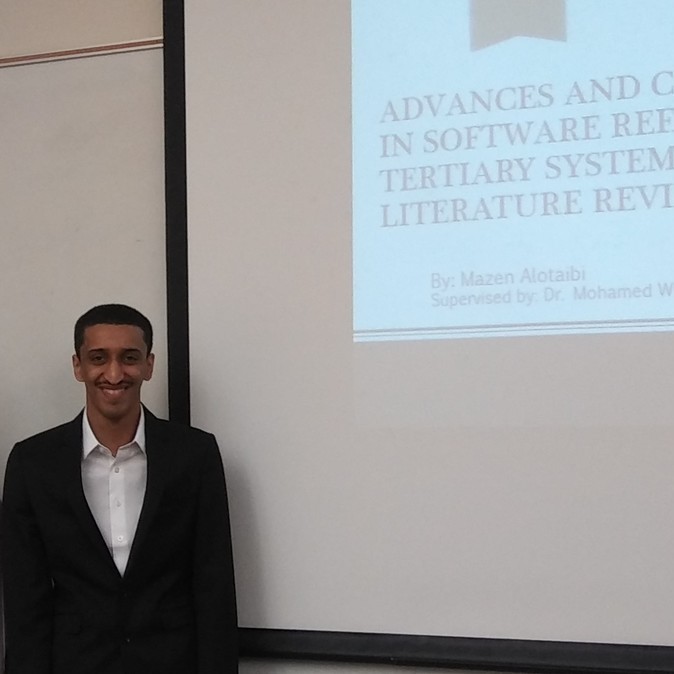 ADVANCES AND C
IN SOFTWARE REF
TERTIARY SYSTEM
LITERATURE REVI
By: Mazen Alotaibi
Supervised by: Dr. Mohamed W